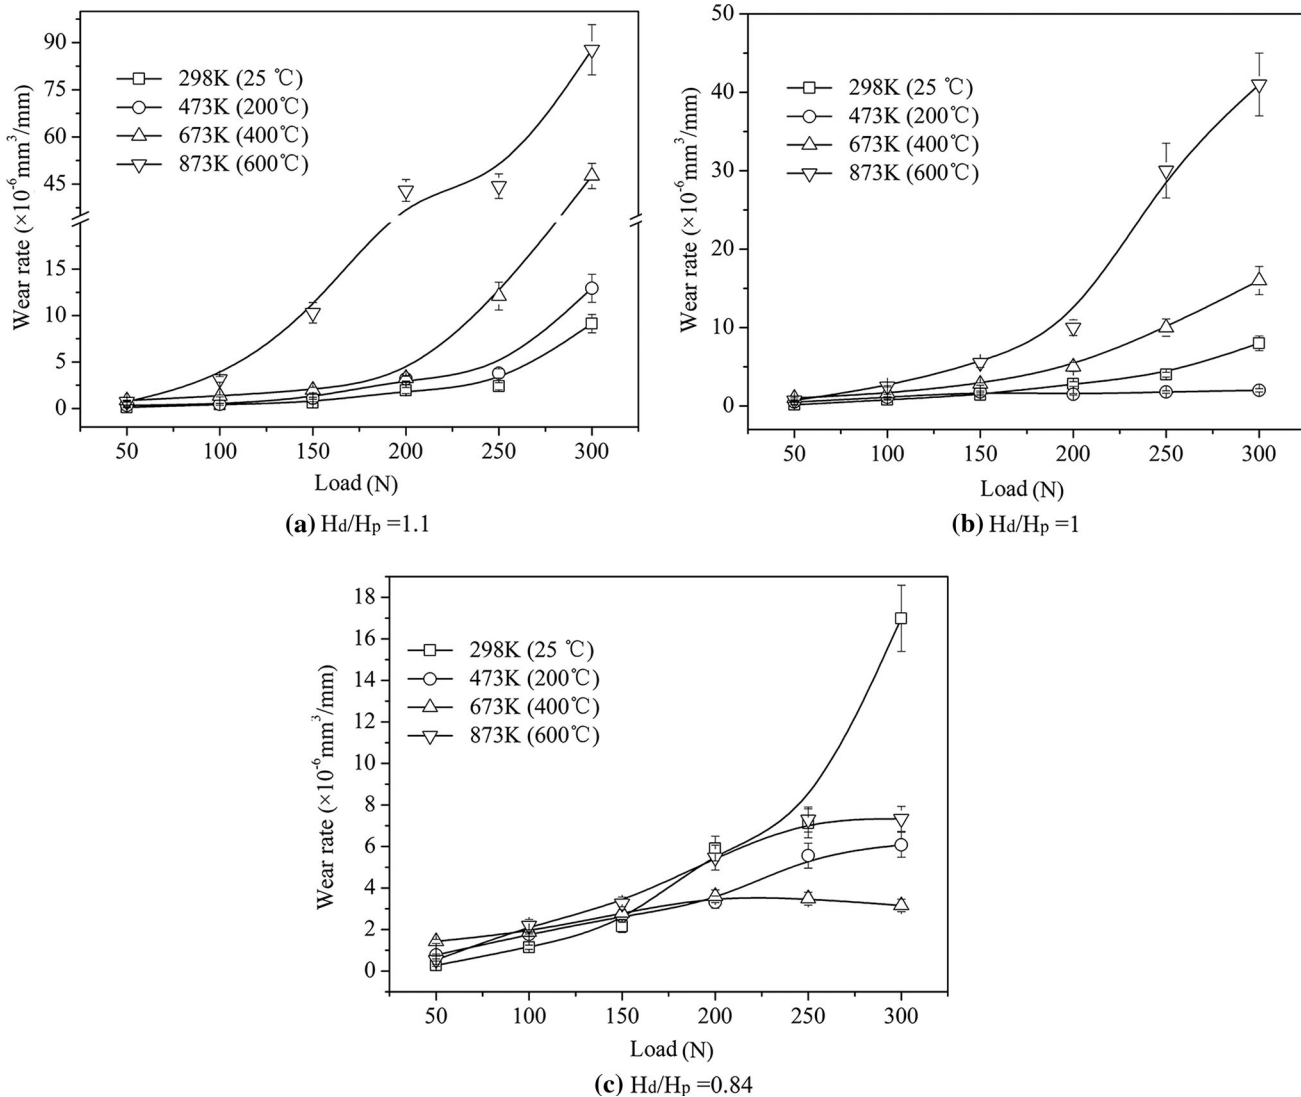 90
75
60
45
15
10
5
0
Wear rate (×10⁻⁶mm³/mm)
298K (25 ℃)
473K (200℃)
673K (400℃)
873K (600℃)
50 100 150 200 250 300
Load (N)
(a) Hd/Hp =1.1
50
40
30
20
10
0
Wear rate (×10⁻⁶mm³/mm)
298K (25 ℃)
473K (200℃)
673K (400℃)
873K (600℃)
50 100 150 200 250 300
Load (N)
(b) Hd/Hp =1
18
16
14
12
10
8
6
4
2
0
Wear rate (×10⁻⁶mm³/mm)
298K (25 ℃)
473K (200℃)
673K (400℃)
873K (600℃)
50 100 150 200 250 300
Load (N)
(c) Hd/Hp =0.84